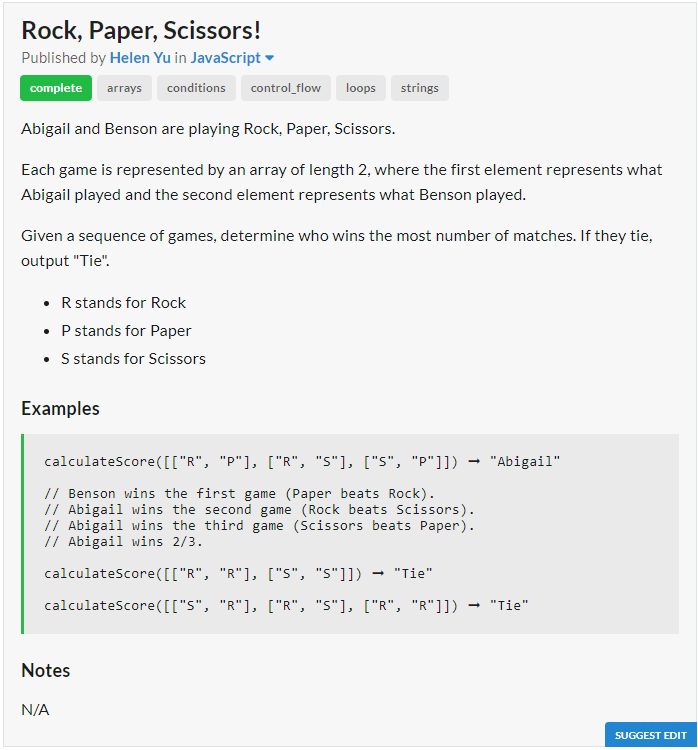 Rock, Paper, Scissors!
Published by Helen Yu in JavaScript
complete arrays conditions control_flow loops strings
Abigail and Benson are playing Rock, Paper, Scissors.
Each game is represented by an array of length 2, where the first element represents what
Abigail played and the second element represents what Benson played.
Given a sequence of games, determine who wins the most number of matches. If they tie,
output "Tie".
• R stands for Rock
• P stands for Paper
• S stands for Scissors
Examples
calculateScore([["R", "P"], ["R", "S"], ["S", "P"]]) ➞ "Abigail"
// Benson wins the first game (Paper beats Rock).
// Abigail wins the second game (Rock beats Scissors).
// Abigail wins the third game (Scissors beats Paper).
// Abigail wins 2/3.
calculateScore([["R", "R"], ["S", "S"]]) ➞ "Tie"
calculateScore([["S", "R"], ["R", "S"], ["R", "R"]]) ➞ "Tie"
Notes
N/A
SUGGEST EDIT